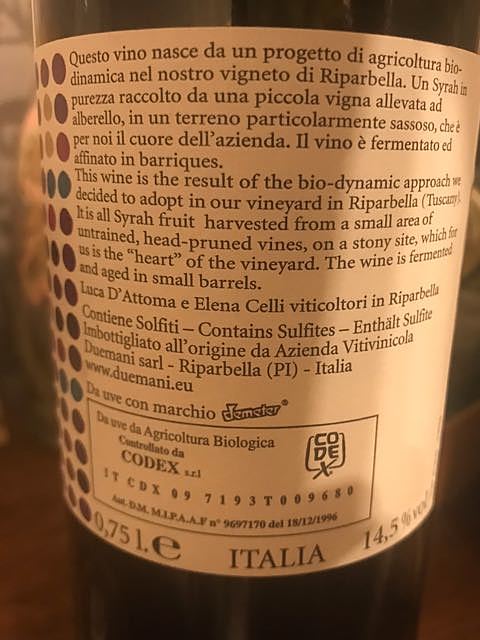 Questo vino nasce da un progetto di agricoltura bio-
dinamica nel nostro vigneto di Riparbella. Un Syrah in
purezza raccolto da una piccola vigna allevata ad
alberello, in un terreno particolarmente sassoso, che è
per noi il cuore dell'azienda. Il vino è fermentato ed
affinato in barriques.
This wine is the result of the bio-dynamic approach we
decided to adopt in our vineyard in Riparbella (Tuscany).
It is all Syrah fruit harvested from a small area of
untrained, head-pruned vines, on a stony site, which for
us is the "heart" of the vineyard. The wine is fermented
and aged in small barrels.
Luca D'Attoma e Elena Celli viticoltori in Riparbella
Contiene Solfiti – Contains Sulfites – Enthält Sulfite
Imbottigliato all'origine da Azienda Vitivinicola
Duemani sarl - Riparbella (PI) - Italia
www.duemani.eu
Da uve con marchio demeter®
Da uve da Agricoltura Biologica
Controllato da
CODEX s.r.l
CODEX
IT CDX 09 7193T009680
Aut. D.M. M.I.P.A.A.F n° 9697170 del 18/12/1996
0,75 l. e
ITALIA
14,5 % vol